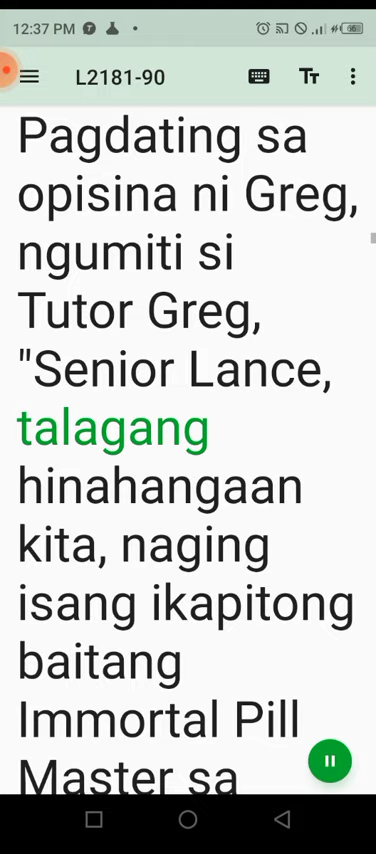 12:37 PM
L2181-90
Pagdating sa
opisina ni Greg,
ngumiti si
Tutor Greg,
"Senior Lance,
talagang
hinahangaan
kita, naging
isang ikapitong
baitang
Immortal Pill
Master sa